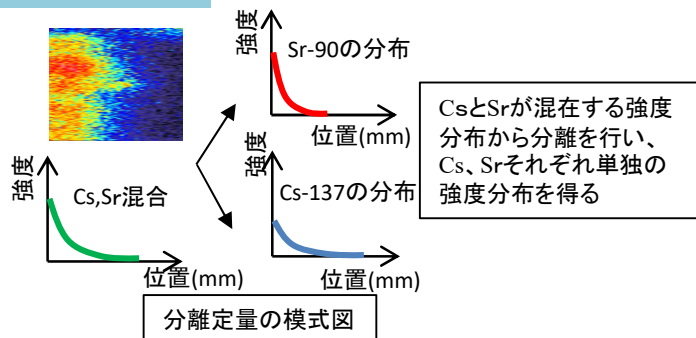 強度
Sr-90の分布
位置(mm)
強度
Cs,Sr混合
位置(mm)
強度
Cs-137の分布
位置(mm)
CsとSrが混在する強度
分布から分離を行い、
Cs、Srそれぞれ単独の
強度分布を得る
分離定量の模式図